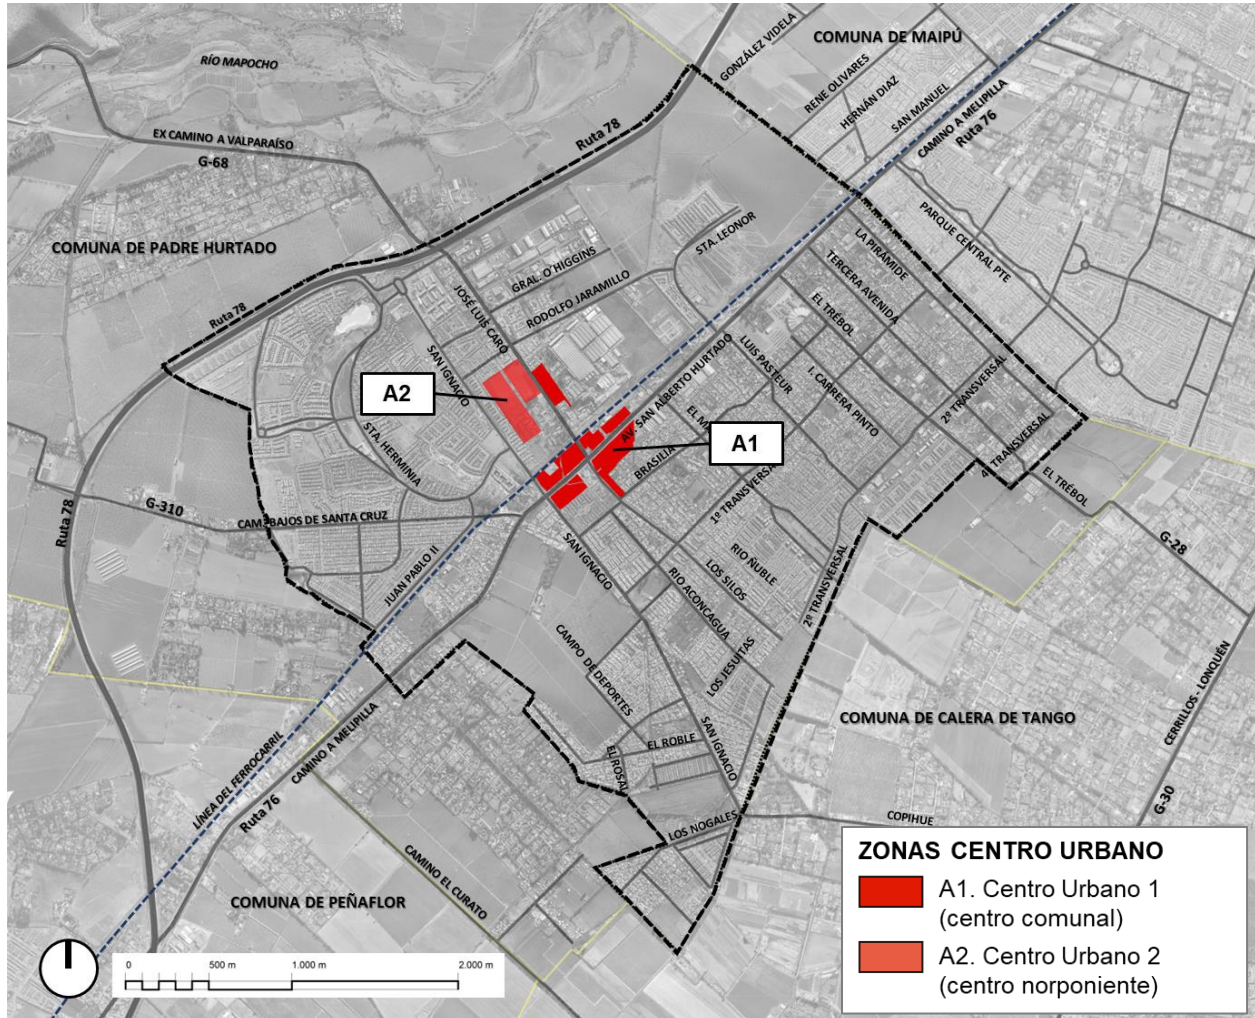 GONZÁLEZ VIDELA
COMUNA DE MAIPÚ
RÍO MAPOCHO
RENE OLIVARES
HERNÁN DIAZ
SAN MANUEL
CAMINO A MELIPILLA
Ruta 76
EX CAMINO A VALPARAÍSO
G-68
Ruta 78
PARQUE CENTRAL PTE
COMUNA DE PADRE HURTADO
STA. LEONOR
LA PIRÁMIDE
TERCERA AVENIDA
GRAL. O'HIGGINS
JOSÉ LUIS CARO
RODOLFO JARAMILLO
EL TRÉBOL
Ruta 78
SAN IGNACIO
AV. SAN ALBERTO HURTADO
LUIS PASTEUR
I. CARRERA PINTO
2º TRANSVERSAL
A2
A1
STA. HERMINIA
BRASILIA
1º TRANSVERSA
TRANSVERSAL
EL TRÉBOL
Ruta 78
G-310
BAJOS DE SANTA CRUZ
G-28
JUAN PABLO II
SAN IGNACIO
RIO ÑUBLE
LOS SILOS
RIO ACONCAGUA
2º TRANSVERSAL
CAMPO DE DEPORTES
LOS JESUITAS
COMUNA DE CALERA DE TANGO
CERRILLOS - LONQUÉN
SAN IGNACIO
EL ROBLE
EL ROSAL
LÍNEA DEL FERROCARRIL
CAMINO A MELIPILLA
Ruta 76
G-30
LOS NOGALES
COPIHUE
CAMINO EL CURATO
COMUNA DE PEÑAFLOR
ZONAS CENTRO URBANO
A1. Centro Urbano 1
(centro comunal)
A2. Centro Urbano 2
(centro norponiente)
0 500 m 1.000 m 2.000 m